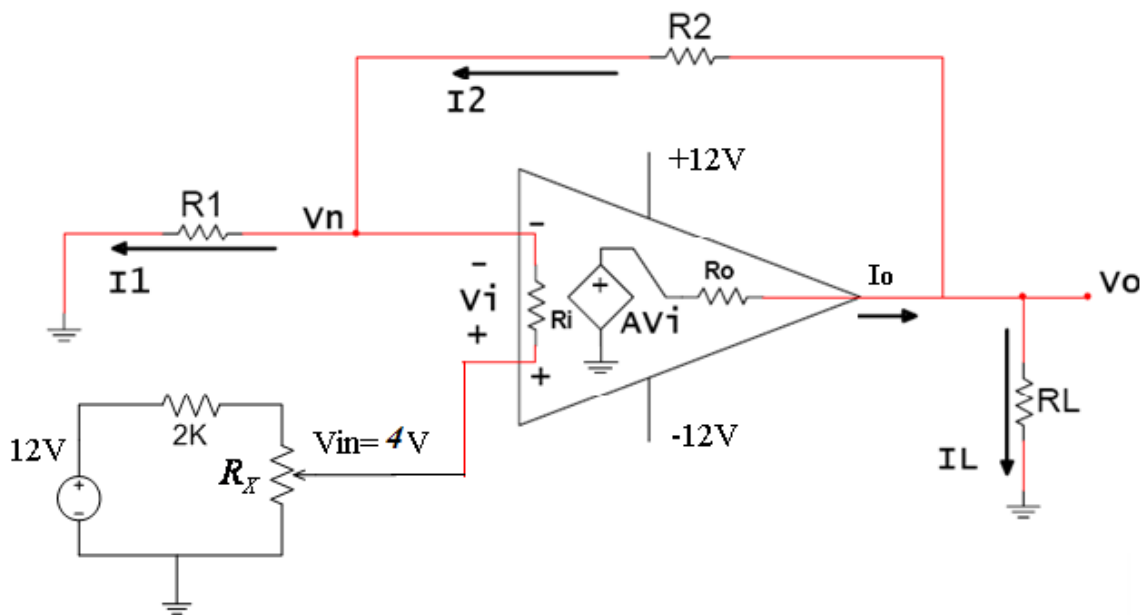 R2
I2
+12V
R1
Vn
-
I1
-
Vi
+
Ri
+
AVi
+
Ro
Io
Vo
-12V
RL
IL
12V
+
-
2K
RX
Vin= 4V